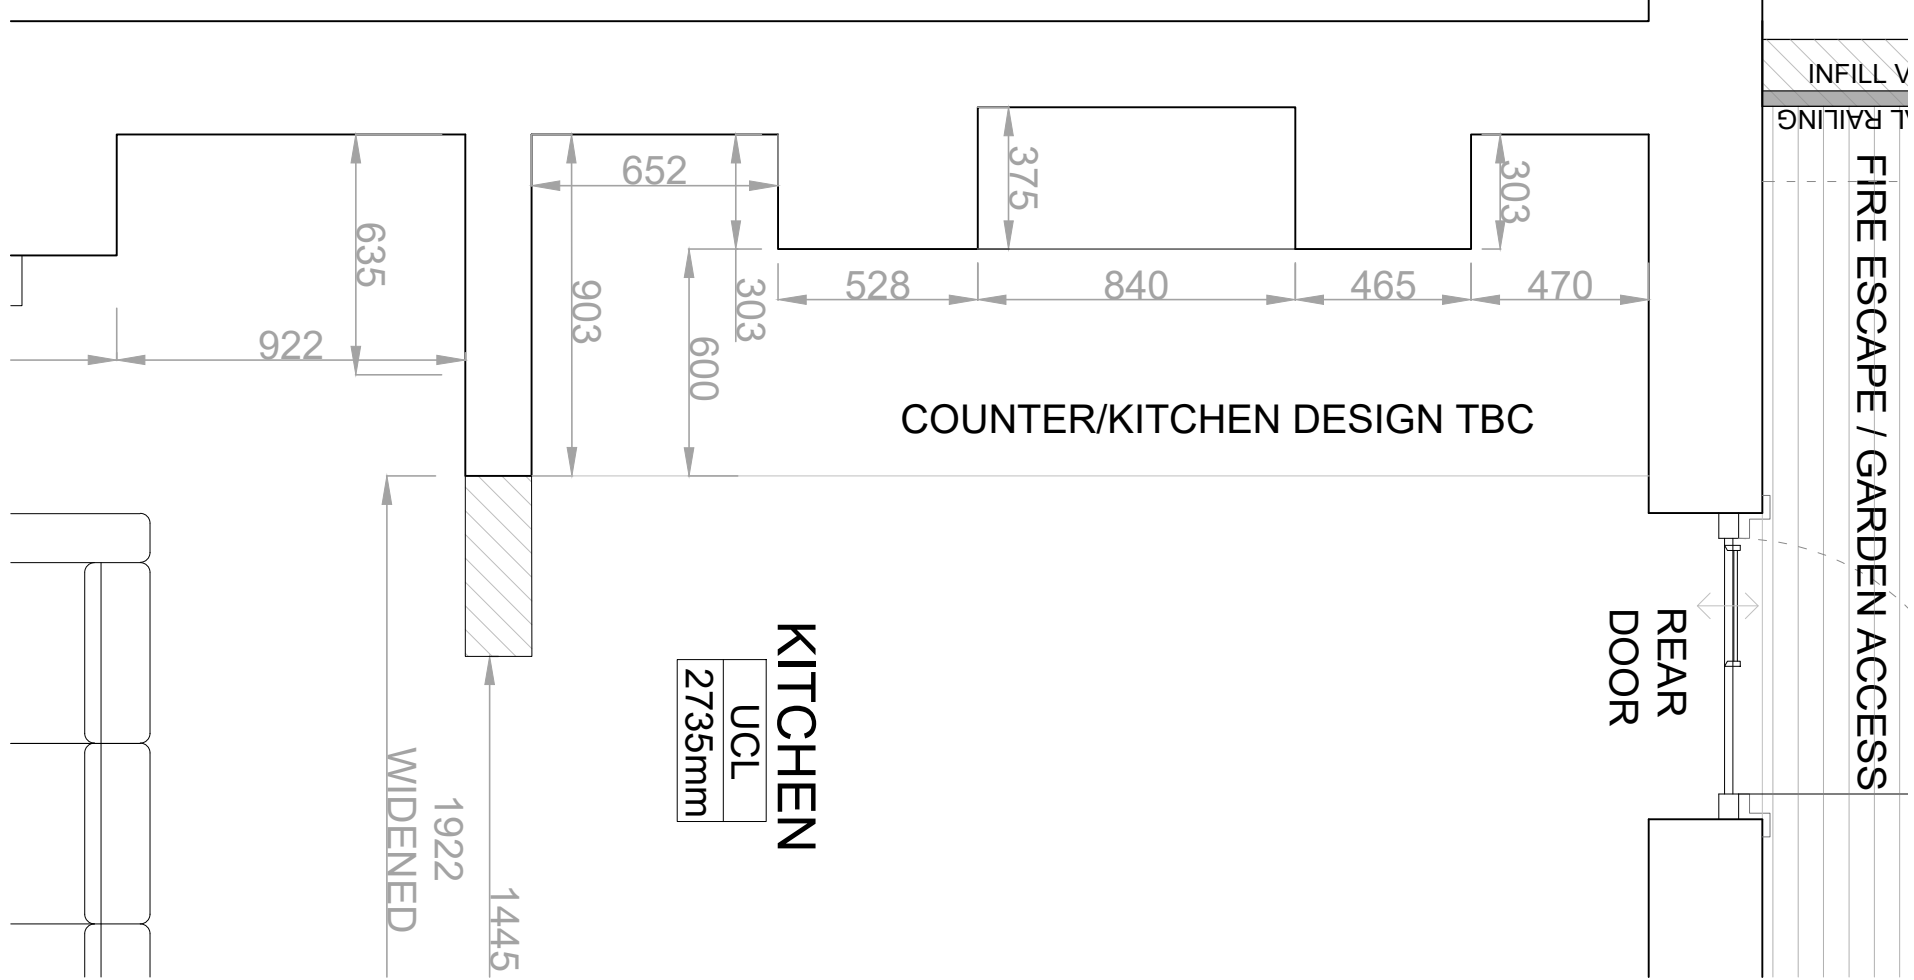 INFILL V
AL RAILING
FIRE ESCAPE / GARDEN ACCESS
652
375
303
635
903
303
528
840
465
470
922
600
COUNTER/KITCHEN DESIGN TBC
REAR
DOOR
KITCHEN
UCL
2735mm
1922
WIDENED
1445